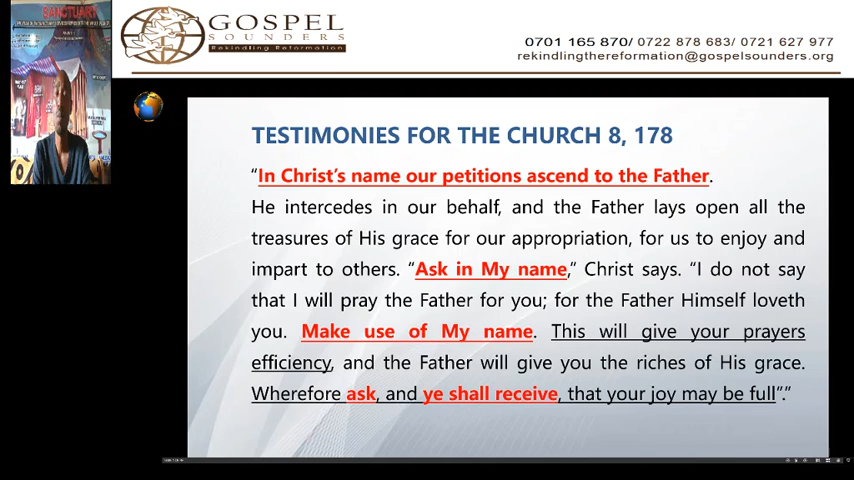 SANCTUARY
GOSPEL
SOUNDERS
Rekindling Reformation
0701 165 870/ 0722 878 683/ 0721 627 977
rekindlingthereformation@gospelsounders.org
TESTIMONIES FOR THE CHURCH 8, 178
“In Christ’s name our petitions ascend to the Father.
He intercedes in our behalf, and the Father lays open all the
treasures of His grace for our appropriation, for us to enjoy and
impart to others. “Ask in My name,“ Christ says. “I do not say
that I will pray the Father for you; for the Father Himself loveth
you. Make use of My name. This will give your prayers
efficiency, and the Father will give you the riches of His grace.
Wherefore ask, and ye shall receive, that your joy may be full”.”